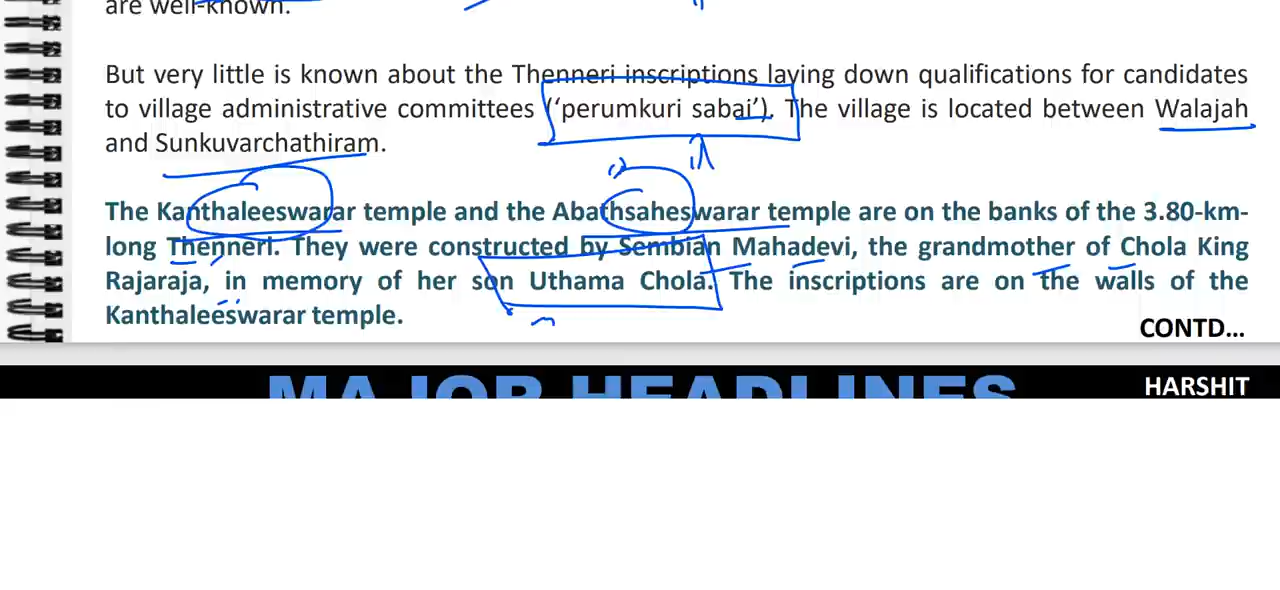 are well-known.
But very little is known about the Thenneri inscriptions laying down qualifications for candidates
to village administrative committees ('perumkuri sabai'). The village is located between Walajah
and Sunkuvarchathiram.
The Kanthaleeswarar temple and the Abathsaheswarar temple are on the banks of the 3.80-km-
long Thenneri. They were constructed by Sembian Mahadevi, the grandmother of Chola King
Rajaraja, in memory of her son Uthama Chola. The inscriptions are on the walls of the
Kanthaleeswarar temple.
CONTD...
MAJOR HEADLINES
HARSHIT